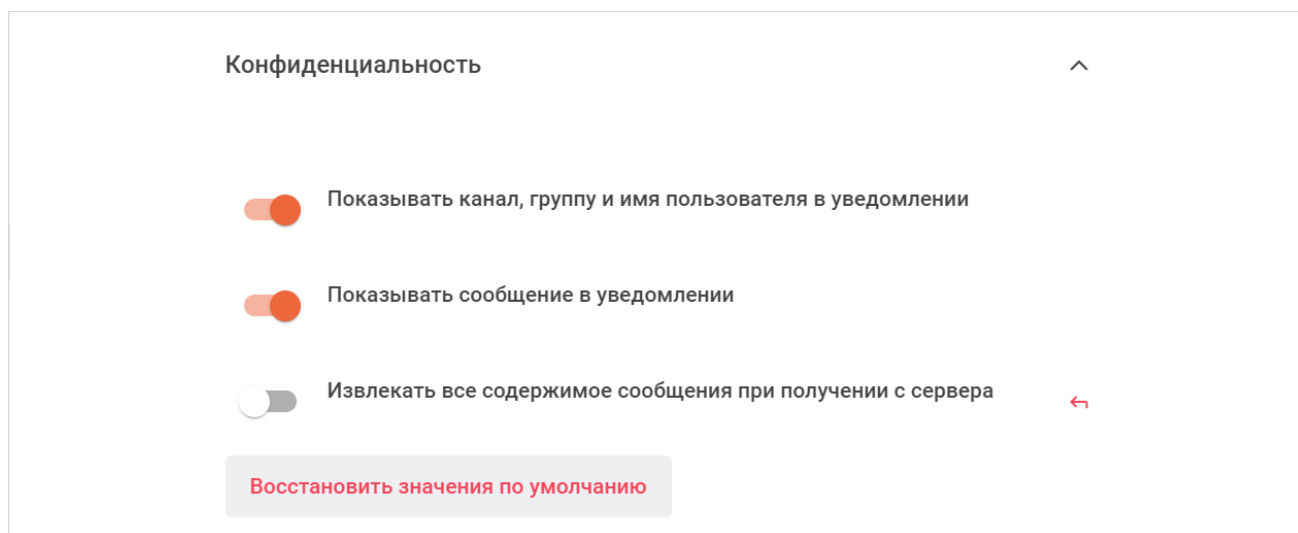 Конфиденциальность
Показывать канал, группу и имя пользователя в уведомлении
Показывать сообщение в уведомлении
Извлекать все содержимое сообщения при получении с сервера
Восстановить значения по умолчанию